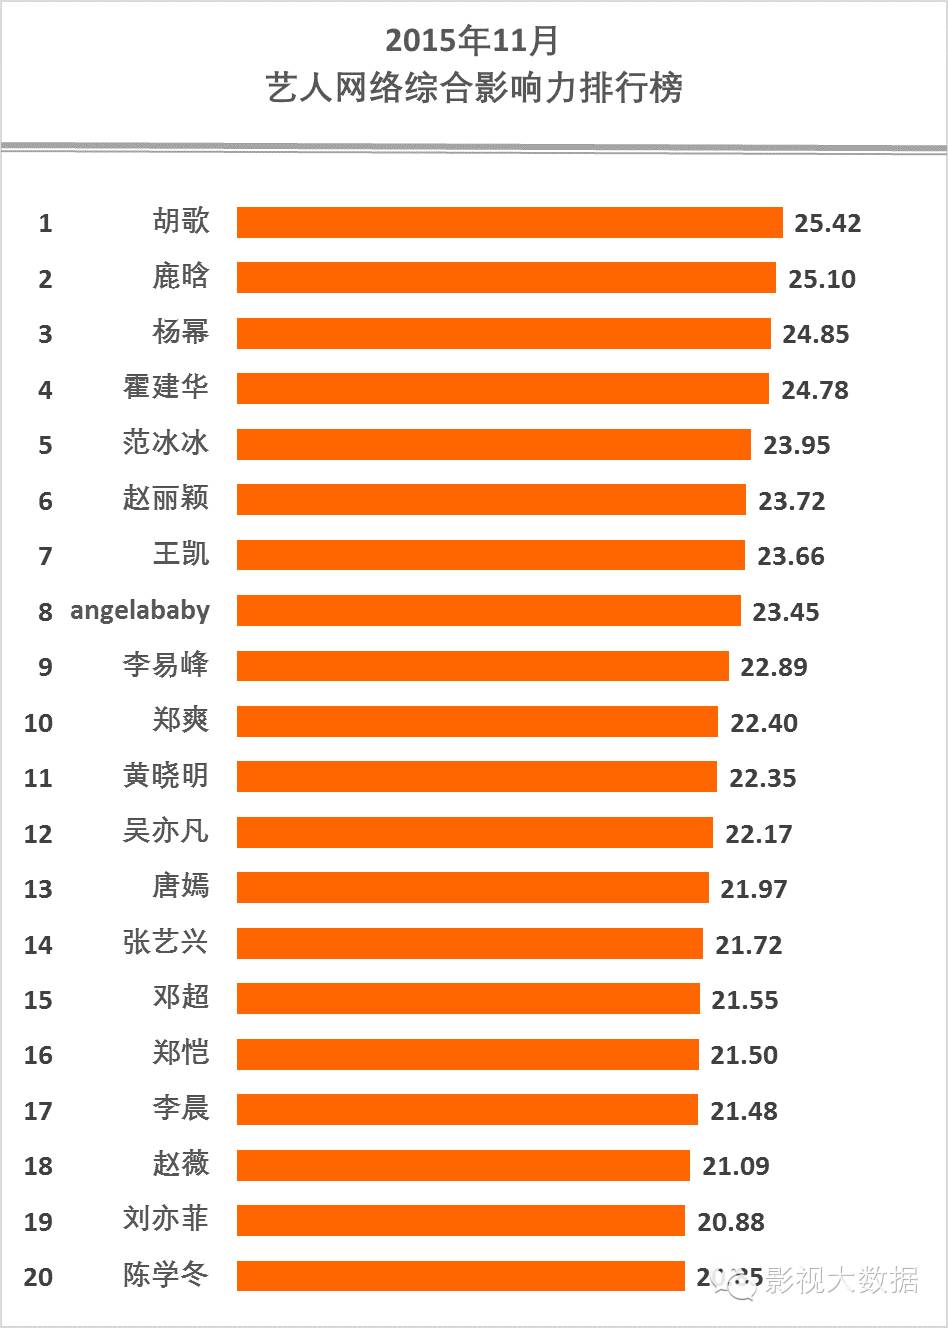 2015年11月
艺人网络综合影响力排行榜
1 胡歌 25.42
2 鹿晗 25.10
3 杨幂 24.85
4 霍建华 24.78
5 范冰冰 23.95
6 赵丽颖 23.72
7 王凯 23.66
8 angelababy 23.45
9 李易峰 22.89
10 郑爽 22.40
11 黄晓明 22.35
12 吴亦凡 22.17
13 唐嫣 21.97
14 张艺兴 21.72
15 邓超 21.55
16 郑恺 21.50
17 李晨 21.48
18 赵薇 21.09
19 刘亦菲 20.88
20 陈学冬
影视大数据